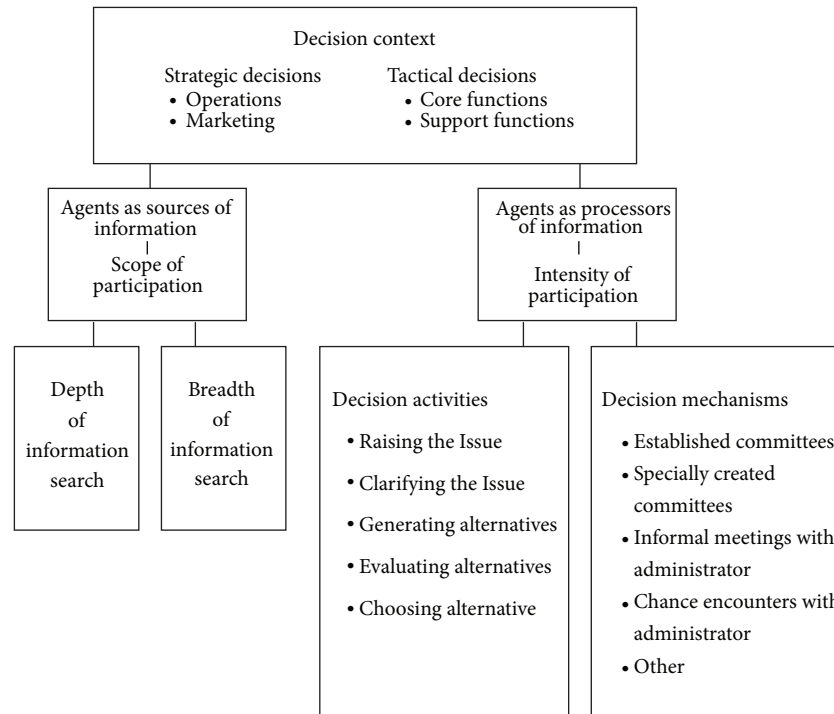 Decision context
Strategic decisions
• Operations
• Marketing
Tactical decisions
• Core functions
• Support functions
Agents as sources of
information
Scope of
participation
Agents as processors
of information
Intensity of
participation
Depth
of
information
search
Breadth
of
information
search
Decision activities
• Raising the Issue
• Clarifying the Issue
• Generating alternatives
• Evaluating alternatives
• Choosing alternative
Decision mechanisms
• Established committees
• Specially created
committees
• Informal meetings with
administrator
• Chance encounters with
administrator
• Other